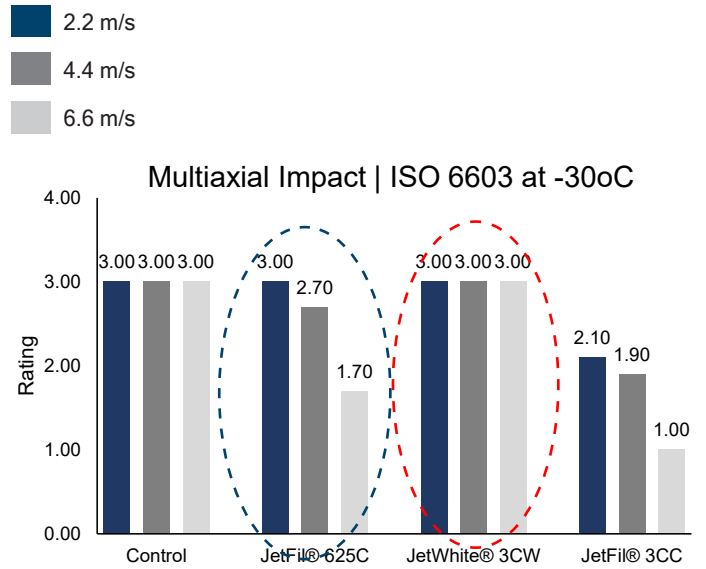 2.2 m/s
4.4 m/s
6.6 m/s
Multiaxial Impact | ISO 6603 at -30oC
4.00
3.00
2.00
1.00
0.00
Rating
3.00 3.00 3.00
3.00
2.70
1.70
3.00 3.00 3.00
2.10
1.90
1.00
Control
JetFil® 625C
JetWhite® 3CW
JetFil® 3CC